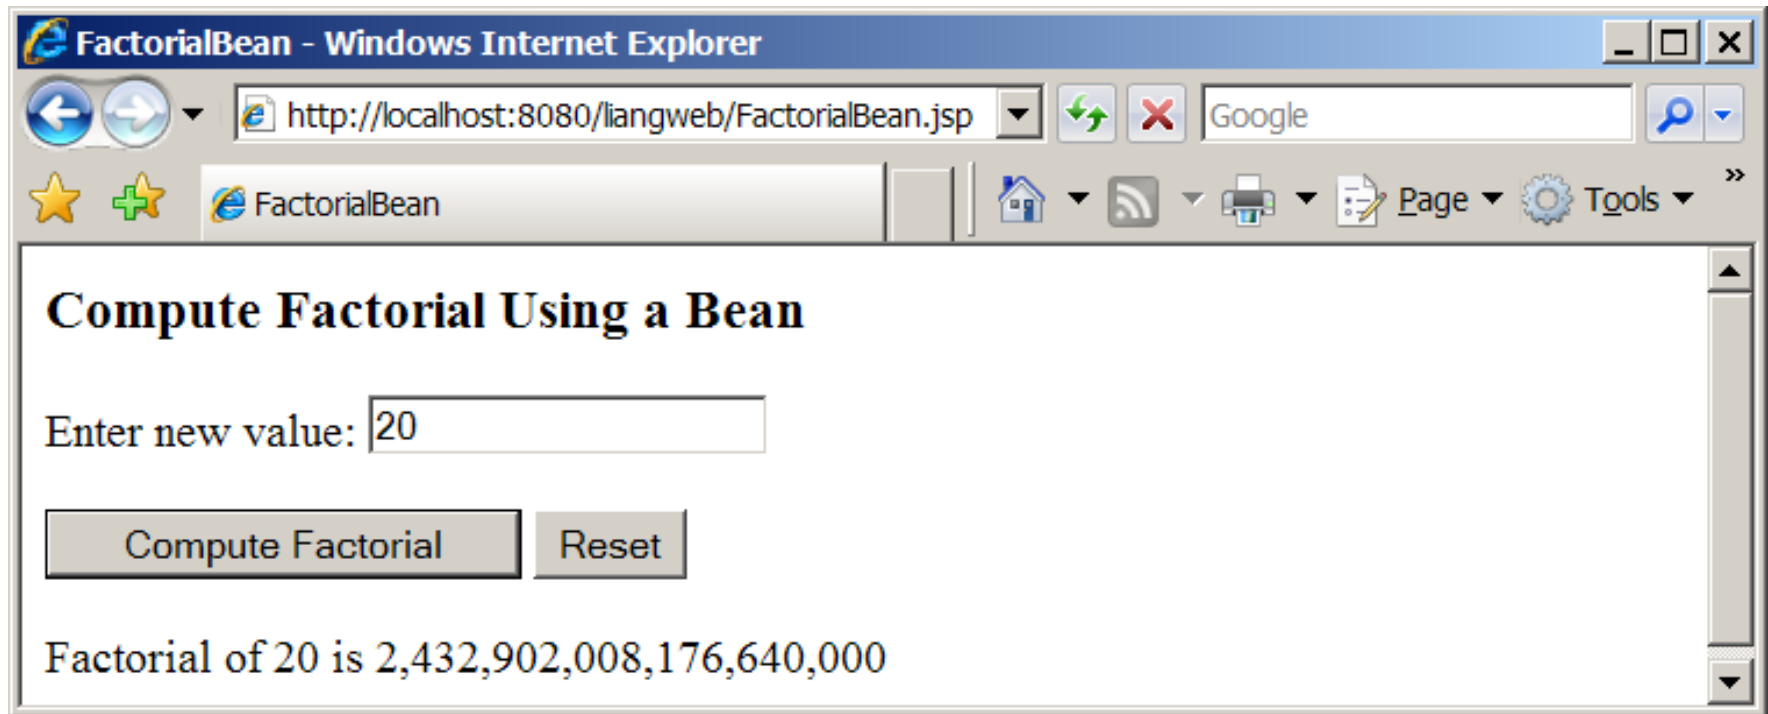 FactorialBean - Windows Internet Explorer
http://localhost:8080/liangweb/FactorialBean.jsp
Google
FactorialBean
Page
Tools
»
Compute Factorial Using a Bean
Enter new value: 20
Compute Factorial Reset
Factorial of 20 is 2,432,902,008,176,640,000